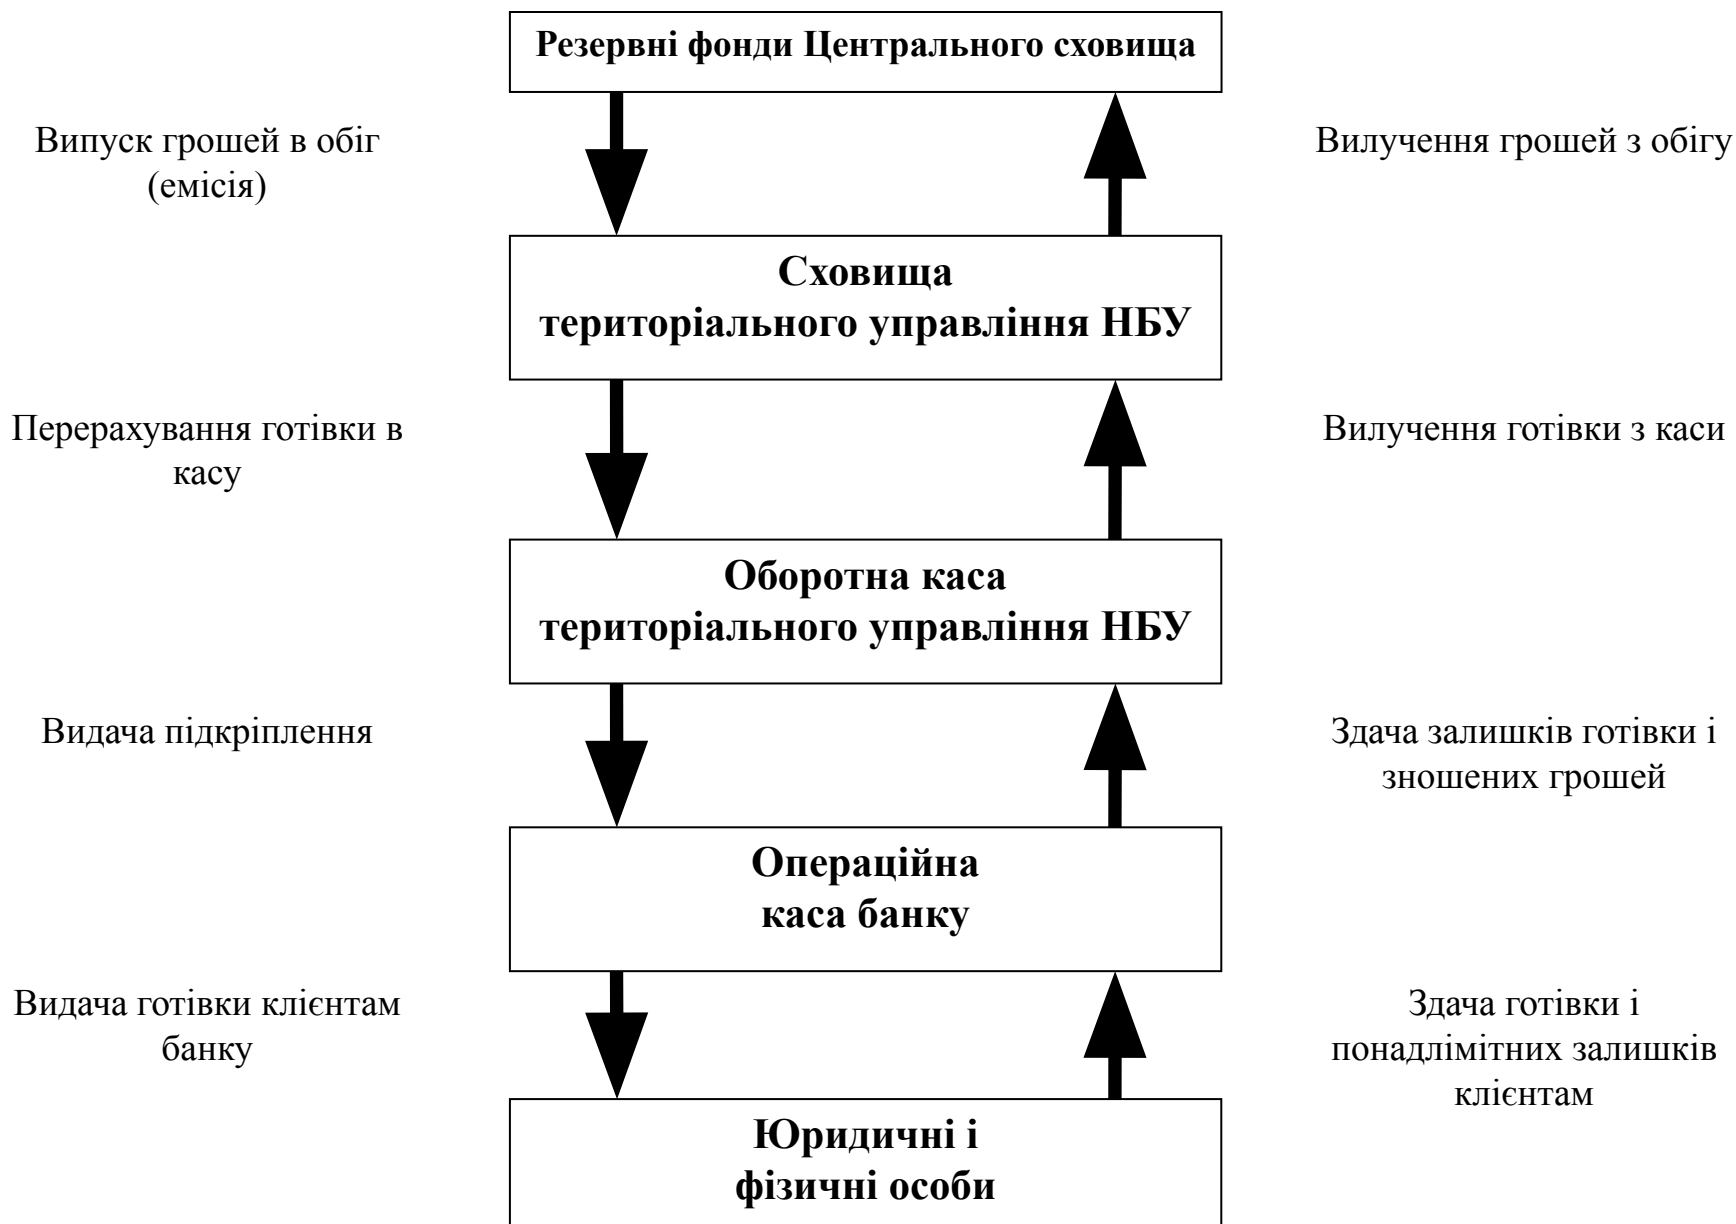 Резервні фонди Центрального сховища
Випуск грошей в обіг
(емісія)
Вилучення грошей з обігу
Сховища
територіального управління НБУ
Перерахування готівки в
касу
Вилучення готівки з каси
Оборотна каса
територіального управління НБУ
Видача підкріплення
Здача залишків готівки і
зношених грошей
Операційна
каса банку
Видача готівки клієнтам
банку
Здача готівки і
понадлімітних залишків
клієнтам
Юридичні і
фізичні особи